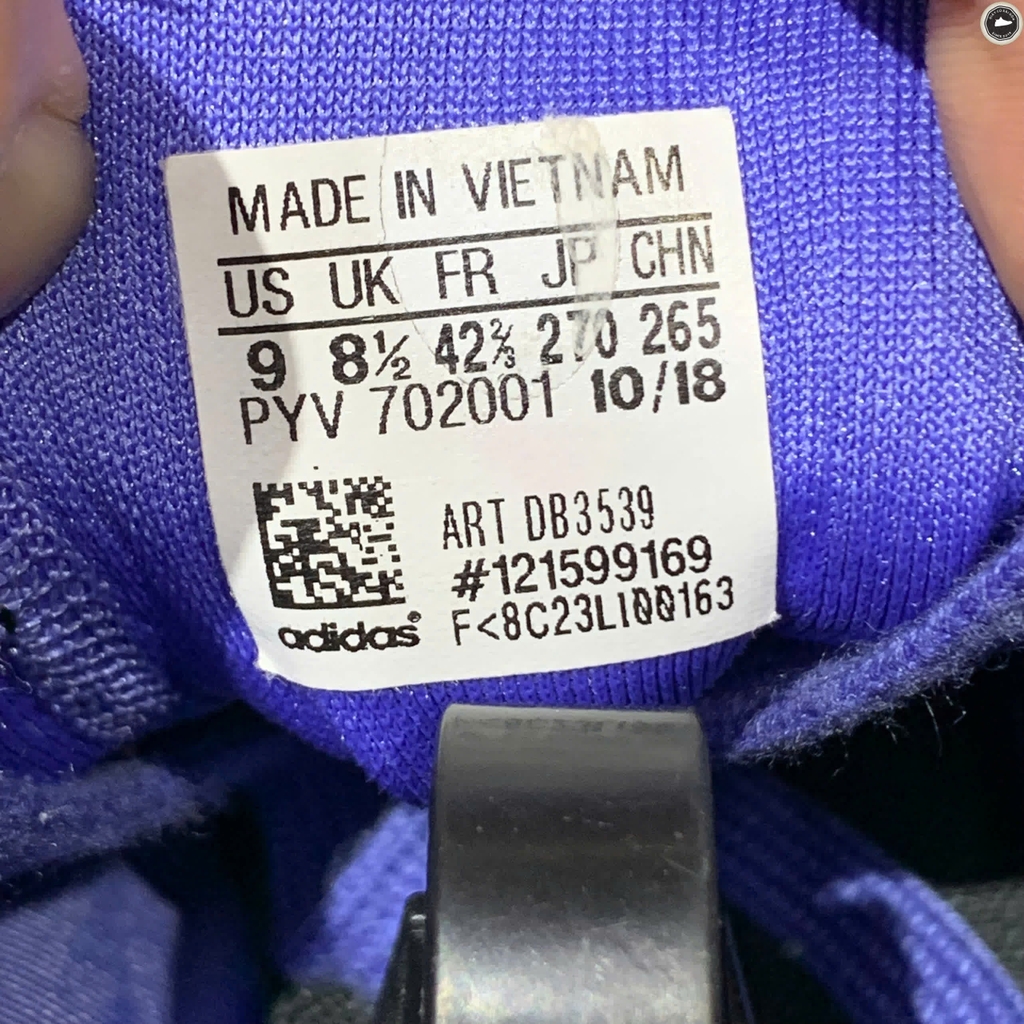 MADE IN VIETNAM
US UK FR JP CHN
9 8½ 42⅔ 270 265
PYV 702001 10/18
ART DB3539
#121599169
F<8C23LI00163
adidas®